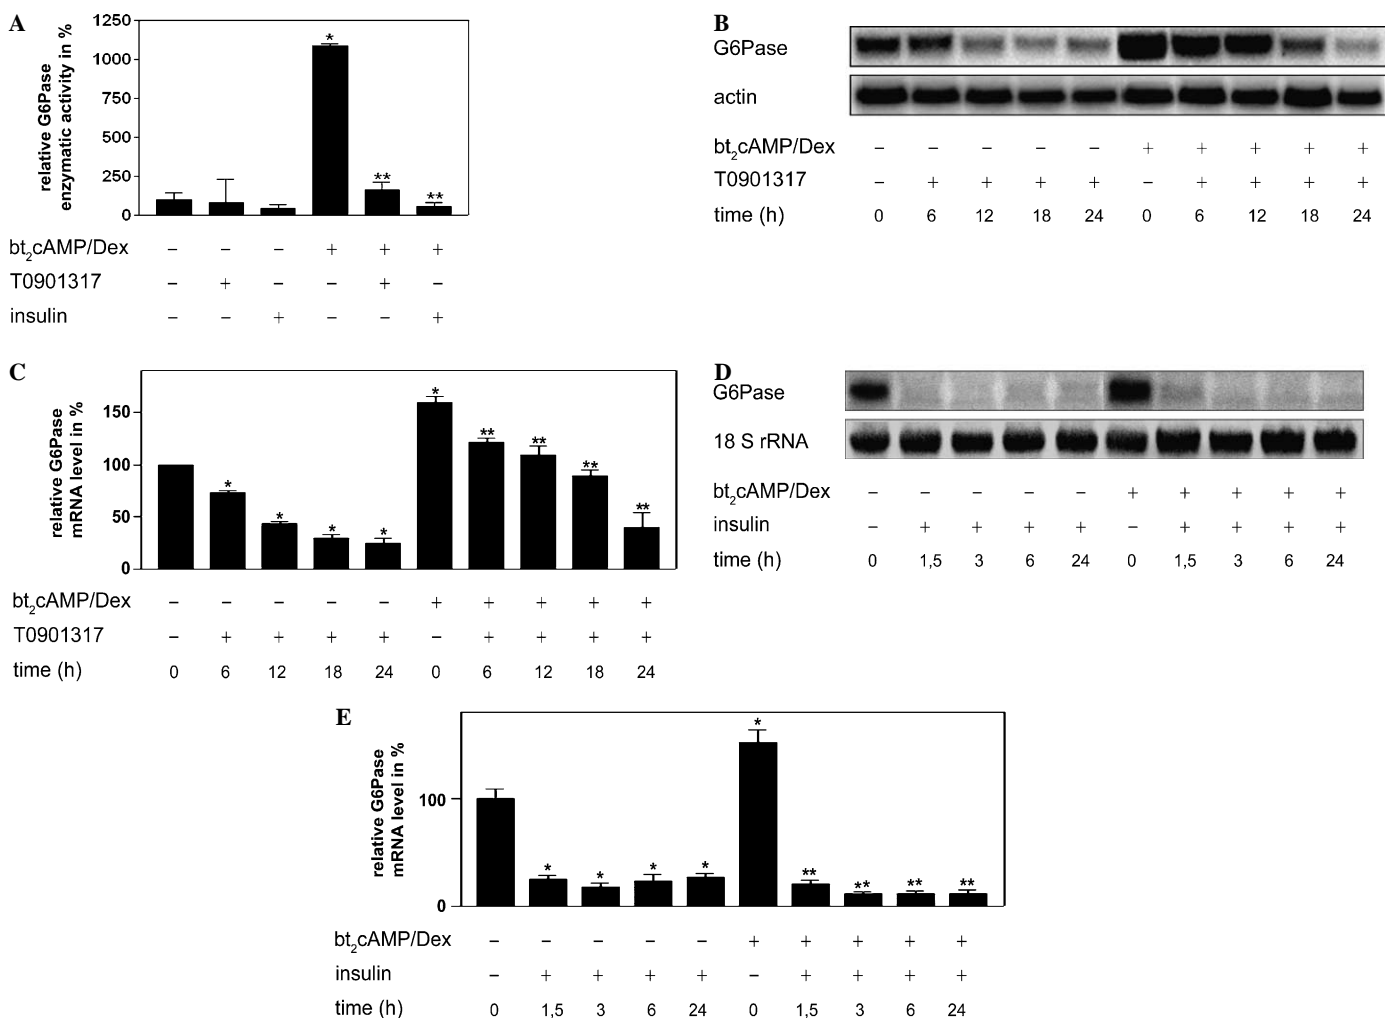 A
relative G6Pase
enzymatic activity in %
1250
1000
750
500
250
0
*
**
**
bt2cAMP/Dex – – – + + +
T0901317 – + – – + –
insulin – – + – – +
B
G6Pase
actin
bt2cAMP/Dex – – – – – + + + + +
T0901317 – + + + + – + + + +
time (h) 0 6 12 18 24 0 6 12 18 24
C
relative G6Pase
mRNA level in %
150
100
50
0
* * * * * ** ** ** **
bt2cAMP/Dex – – – – – + + + + +
T0901317 – + + + + – + + + +
time (h) 0 6 12 18 24 0 6 12 18 24
D
G6Pase
18 S rRNA
bt2cAMP/Dex – – – – – + + + + +
insulin – + + + + – + + + +
time (h) 0 1,5 3 6 24 0 1,5 3 6 24
E
relative G6Pase
mRNA level in %
100
0
* * * * * ** ** ** **
bt2cAMP/Dex – – – – – + + + + +
insulin – + + + + – + + + +
time (h) 0 1,5 3 6 24 0 1,5 3 6 24